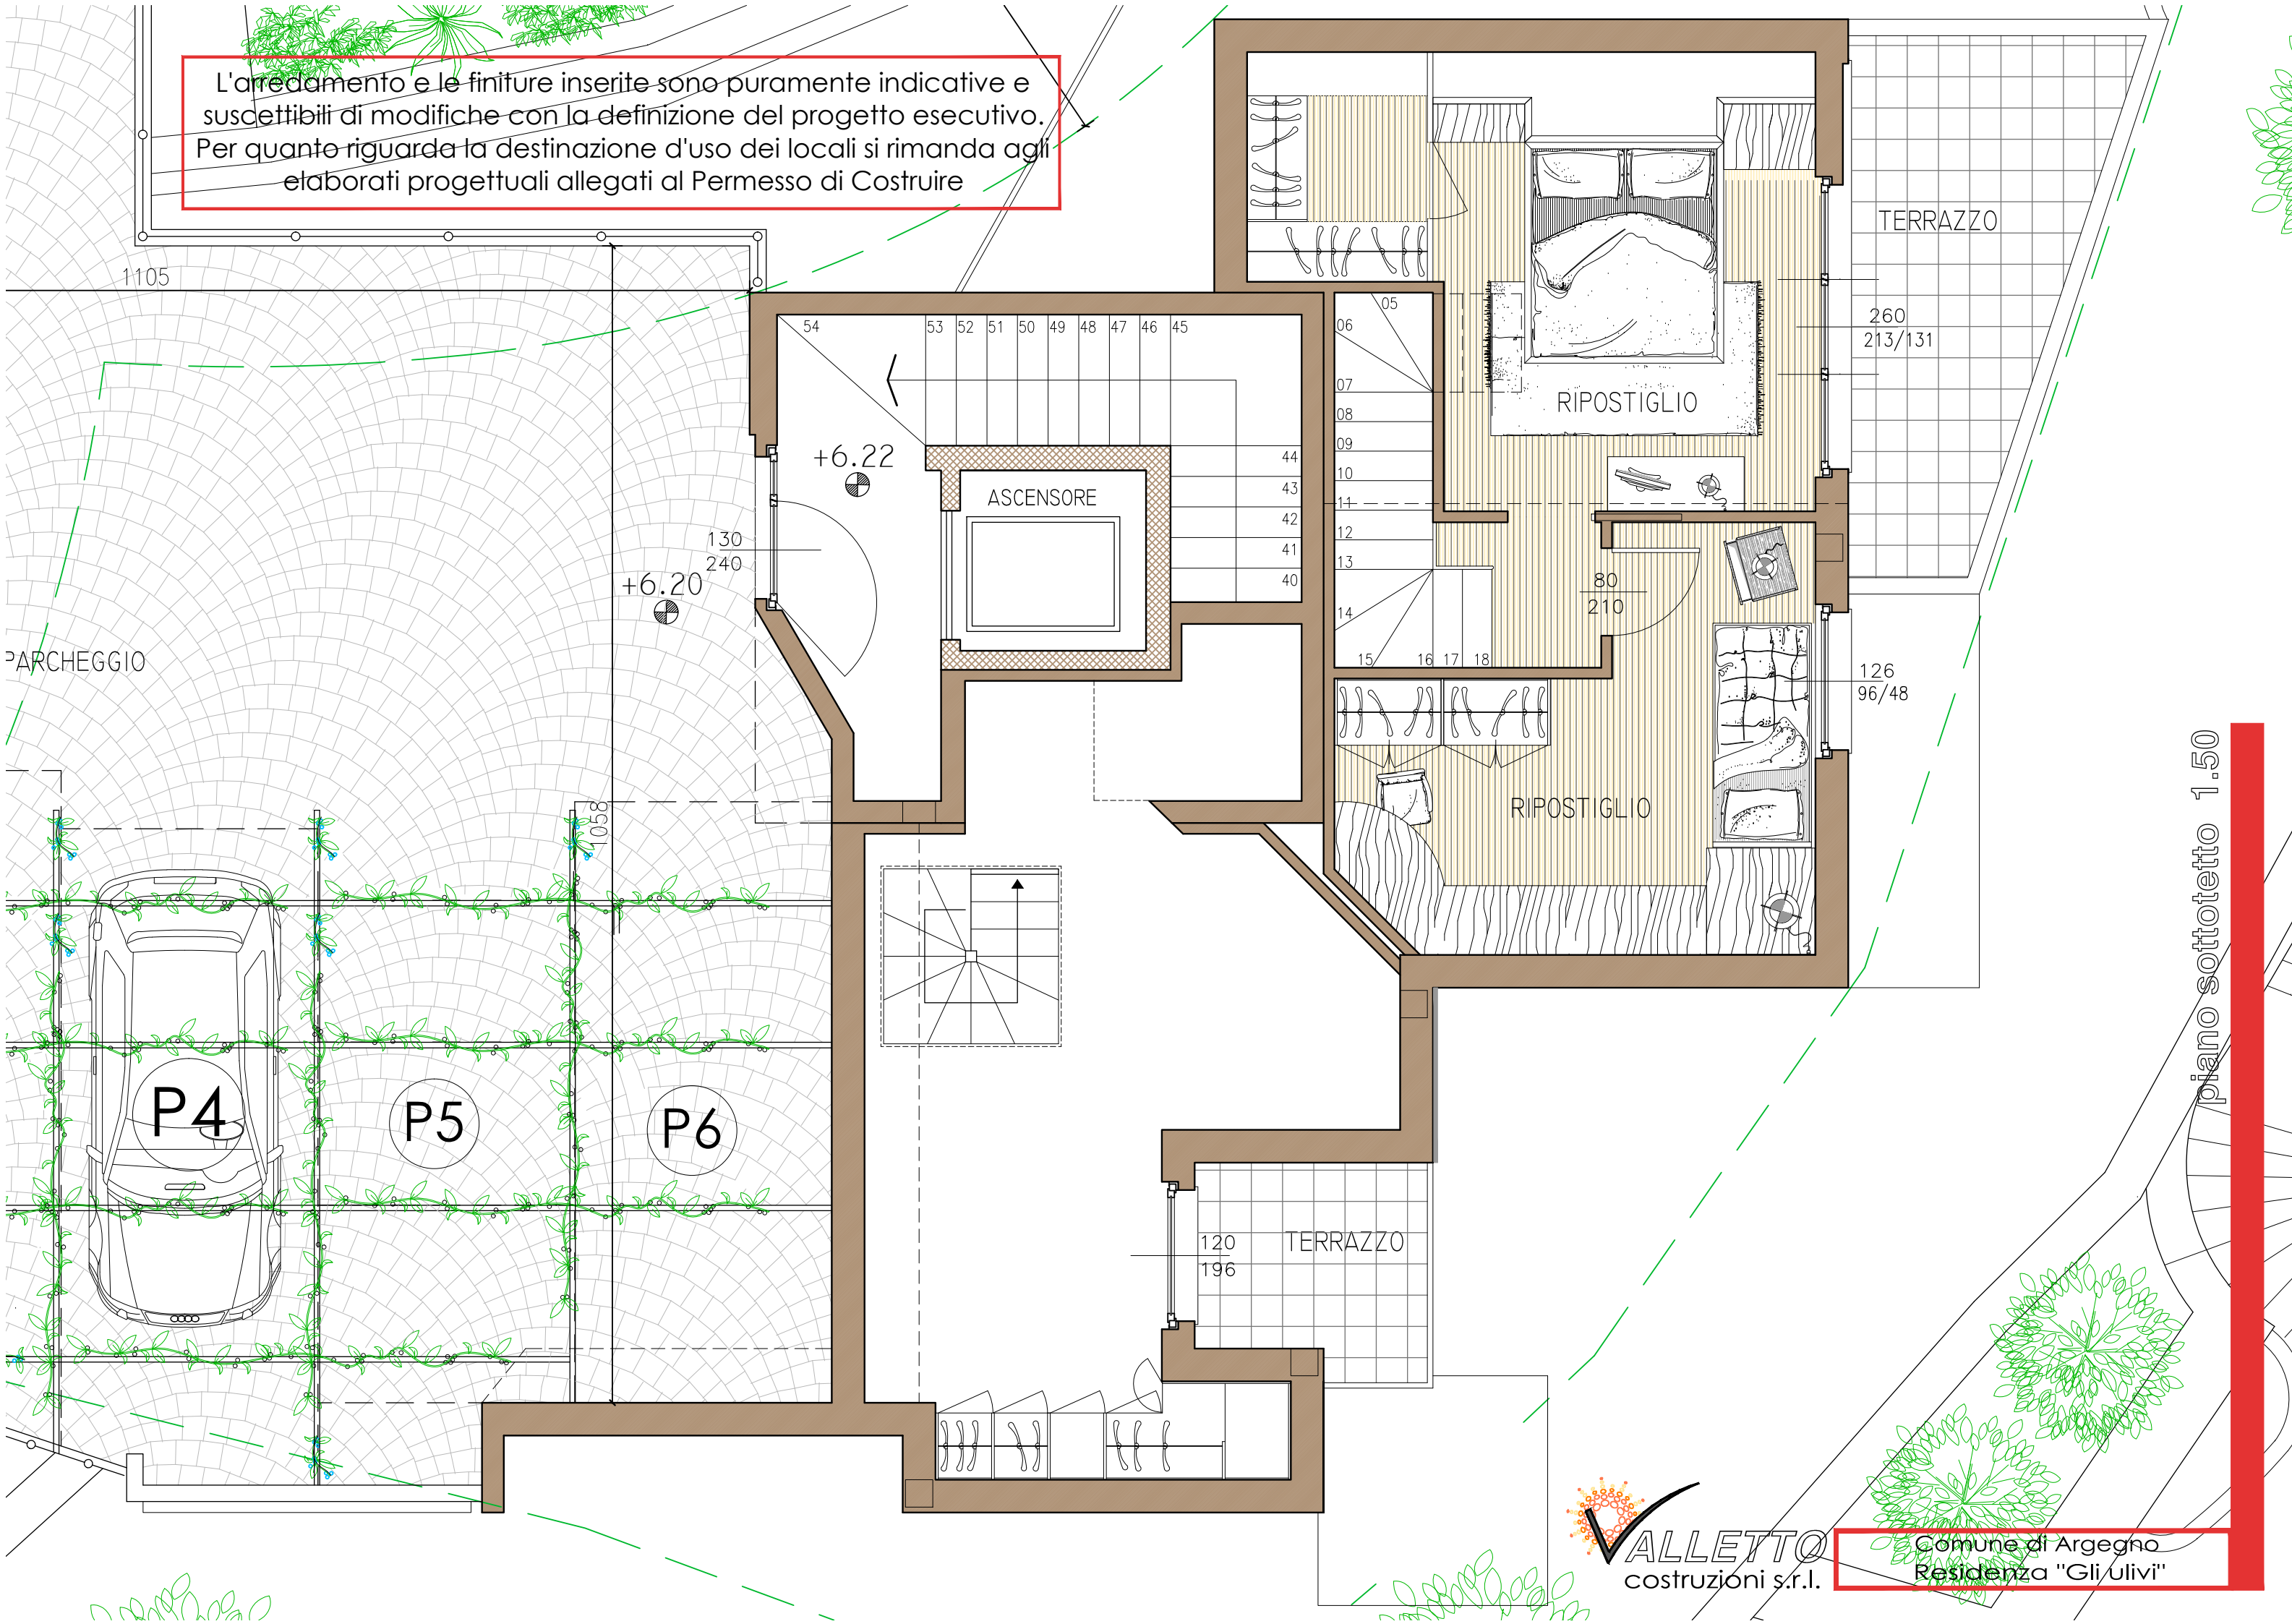 L'arredamento e le finiture inserite sono puramente indicative e
suscettibili di modifiche con la definizione del progetto esecutivo.
Per quanto riguarda la destinazione d'uso dei locali si rimanda agli
elaborati progettuali allegati al Permesso di Costruire
1105
TERRAZZO
260
213/131
RIPOSTIGLIO
54
53
52
51
50
49
48
47
46
45
44
43
42
41
40
05
06
07
08
09
10
11
12
13
14
15
16
17
18
+6.22
ASCENSORE
130
240
+6.20
80
210
PARCHEGGIO
126
96/48
RIPOSTIGLIO
1058
P4
P5
P6
120
196
TERRAZZO
piano sottotetto 1.50
VALLETTO
costruzioni s.r.l.
Comune di Argegno
Residenza "Gli ulivi"